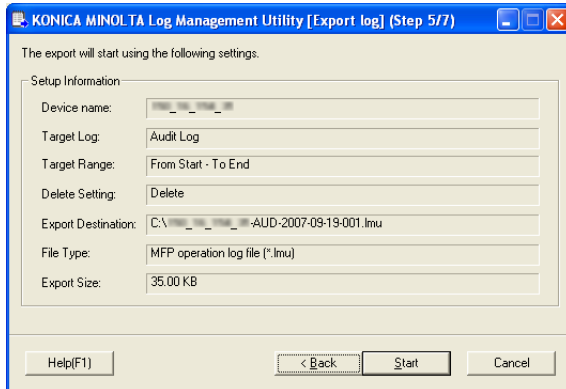 KONICA MINOLTA Log Management Utility [Export log] (Step 5/7)
The export will start using the following settings.
Setup Information
Device name:
Target Log: Audit Log
Target Range: From Start - To End
Delete Setting: Delete
Export Destination: C:\ -AUD-2007-09-19-001.lmu
File Type: MFP operation log file (*.lmu)
Export Size: 35.00 KB
Help(F1) < Back Start Cancel